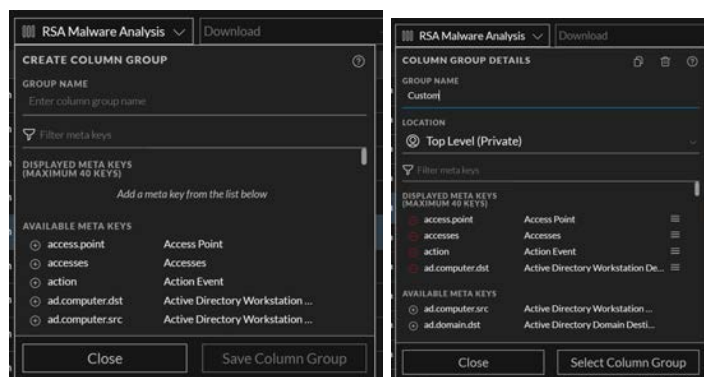 RSA Malware Analysis
Download
CREATE COLUMN GROUP
GROUP NAME
Enter column group name
Filter meta keys
DISPLAYED META KEYS
(MAXIMUM 40 KEYS)
Add a meta key from the list below
AVAILABLE META KEYS
access.point Access Point
accesses Accesses
action Action Event
ad.computer.dst Active Directory Workstation ...
ad.computer.src Active Directory Workstation ...
Close
Save Column Group
RSA Malware Analysis
Download
COLUMN GROUP DETAILS
GROUP NAME
Custom
LOCATION
Top Level (Private)
Filter meta keys
DISPLAYED META KEYS
(MAXIMUM 40 KEYS)
access.point Access Point
accesses Accesses
action Action Event
ad.computer.dst Active Directory Workstation De...
AVAILABLE META KEYS
ad.computer.src Active Directory Workstation ...
ad.domain.dst Active Directory Domain Desti...
Close
Select Column Group